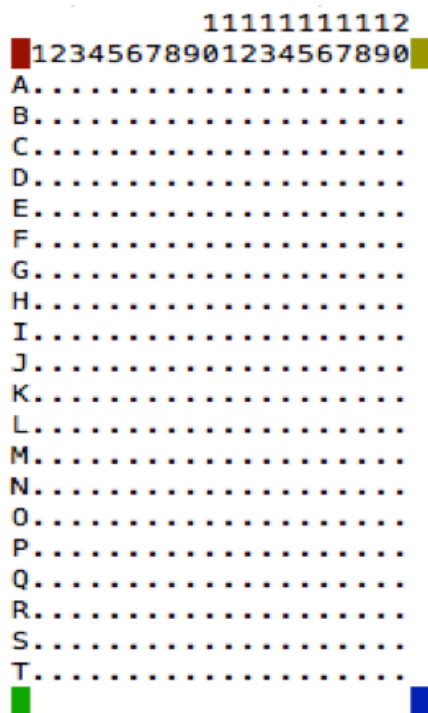 11111111112
12345678901234567890
A....................
B....................
C....................
D....................
E....................
F....................
G....................
H....................
I....................
J....................
K....................
L....................
M....................
N....................
O....................
P....................
Q....................
R....................
S....................
T....................